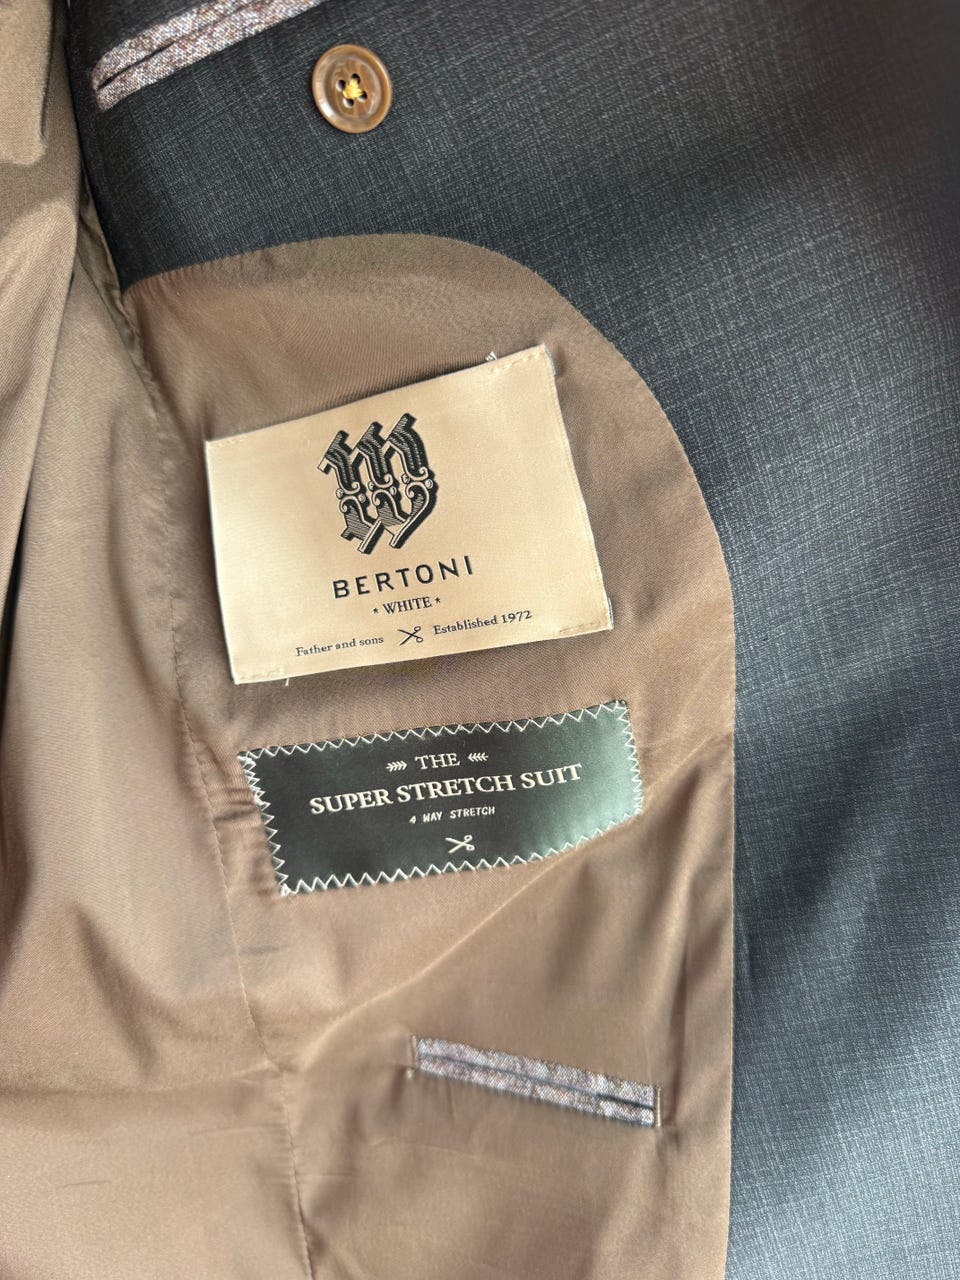 BERTONI
* WHITE *
Father and sons Established 1972
THE
SUPER STRETCH SUIT
4 WAY STRETCH